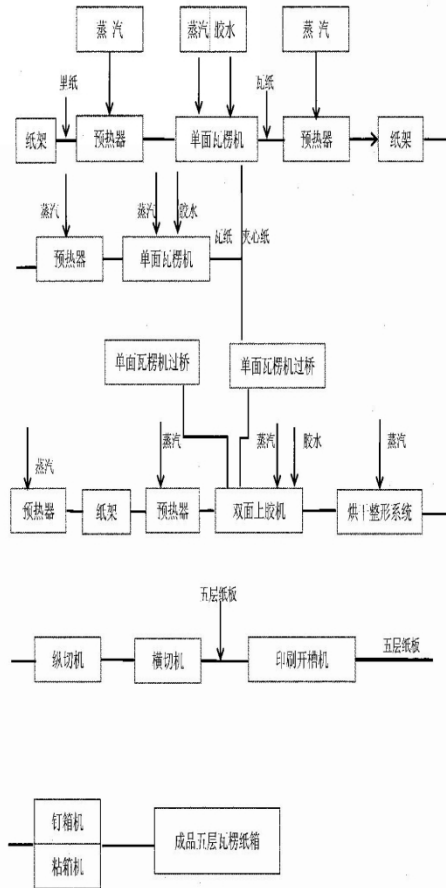 蒸汽 蒸汽 胶水 蒸汽
里纸 瓦纸
纸架 预热器 单面瓦楞机 预热器 纸架
蒸汽 蒸汽 胶水
瓦纸 夹心纸
预热器 单面瓦楞机
单面瓦楞机过桥 单面瓦楞机过桥
蒸汽 蒸汽 蒸汽 胶水 蒸汽
预热器 纸架 预热器 双面上胶机 烘干整形系统
五层纸板
纵切机 横切机 印刷开槽机 五层纸板
钉箱机
粘箱机
成品五层瓦楞纸箱